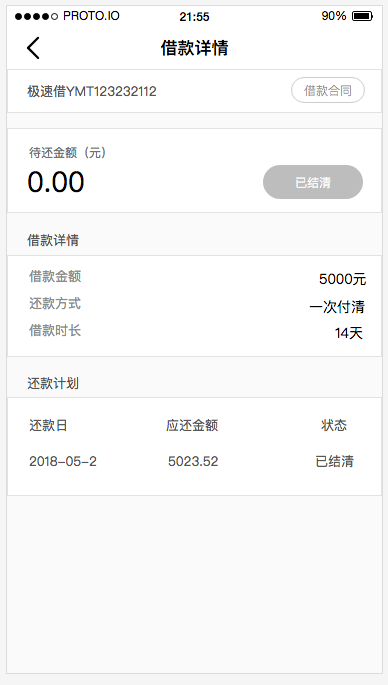 PROTO.IO 21:55 90%
借款详情
极速借YMT123232112 借款合同
待还金额（元）
0.00 已结清
借款详情
借款金额 5000元
还款方式 一次付清
借款时长 14天
还款计划
还款日 应还金额 状态
2018-05-2 5023.52 已结清